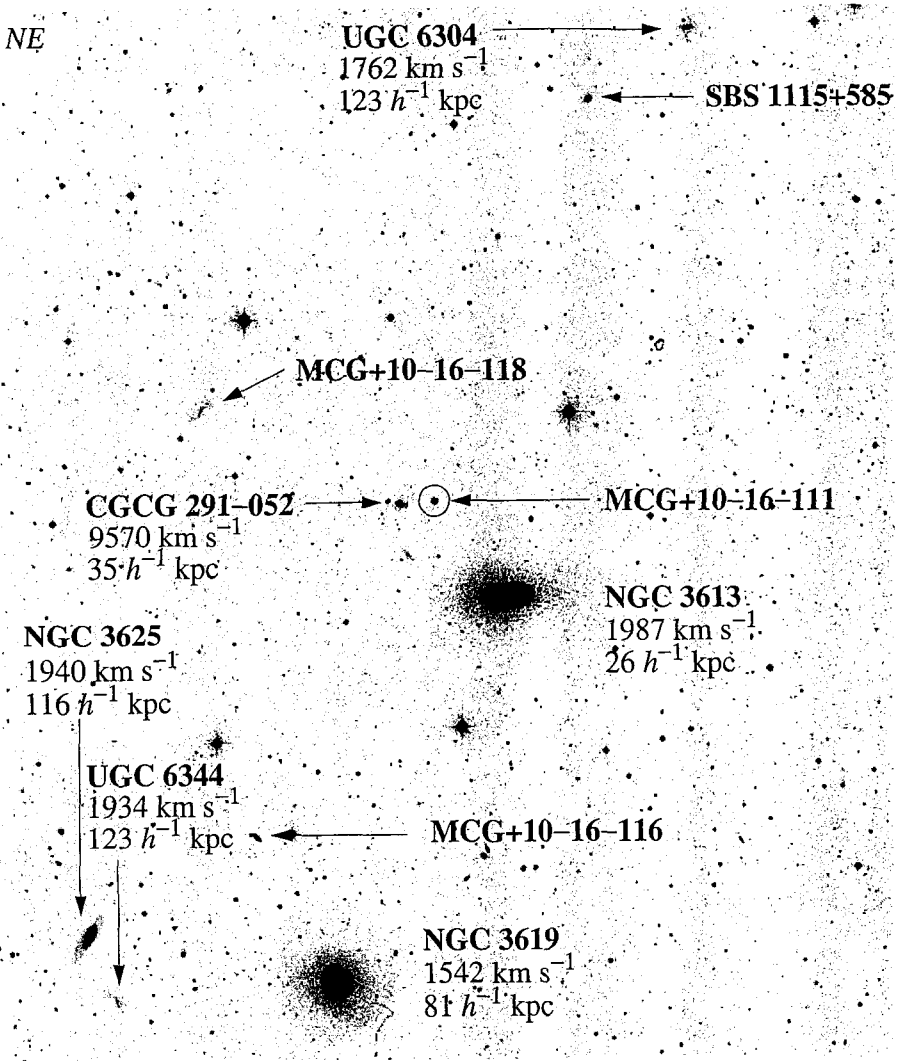 NE
UGC 6304
1762 km s⁻¹
123 h⁻¹ kpc
SBS 1115+585
MCG+10–16–118
CGCG 291–052
9570 km s⁻¹
35 h⁻¹ kpc
MCG+10–16–111
NGC 3613
1987 km s⁻¹
26 h⁻¹ kpc
NGC 3625
1940 km s⁻¹
116 h⁻¹ kpc
UGC 6344
1934 km s⁻¹
123 h⁻¹ kpc
MCG+10–16–116
NGC 3619
1542 km s⁻¹
81 h⁻¹ kpc